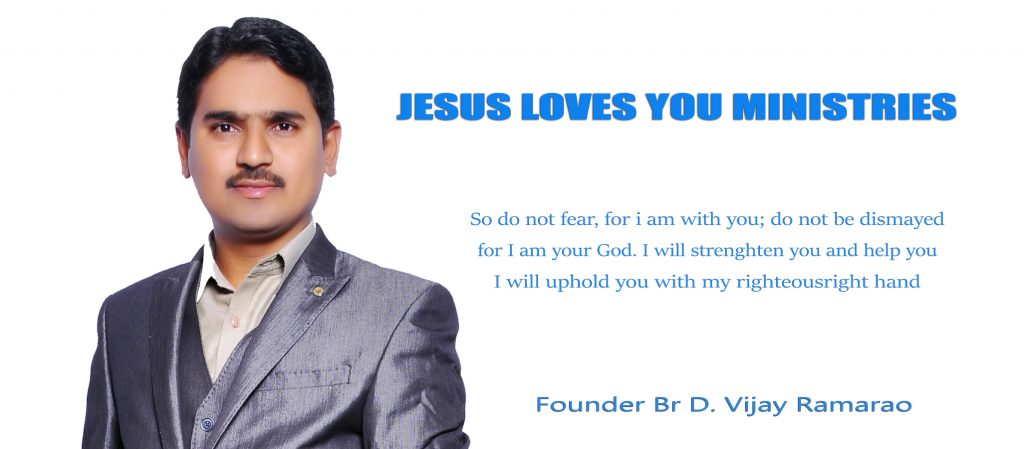 JESUS LOVES YOU MINISTRIES
So do not fear, for i am with you; do not be dismayed
for I am your God. I will strenghten you and help you
I will uphold you with my righteousright hand
Founder Br D. Vijay Ramarao